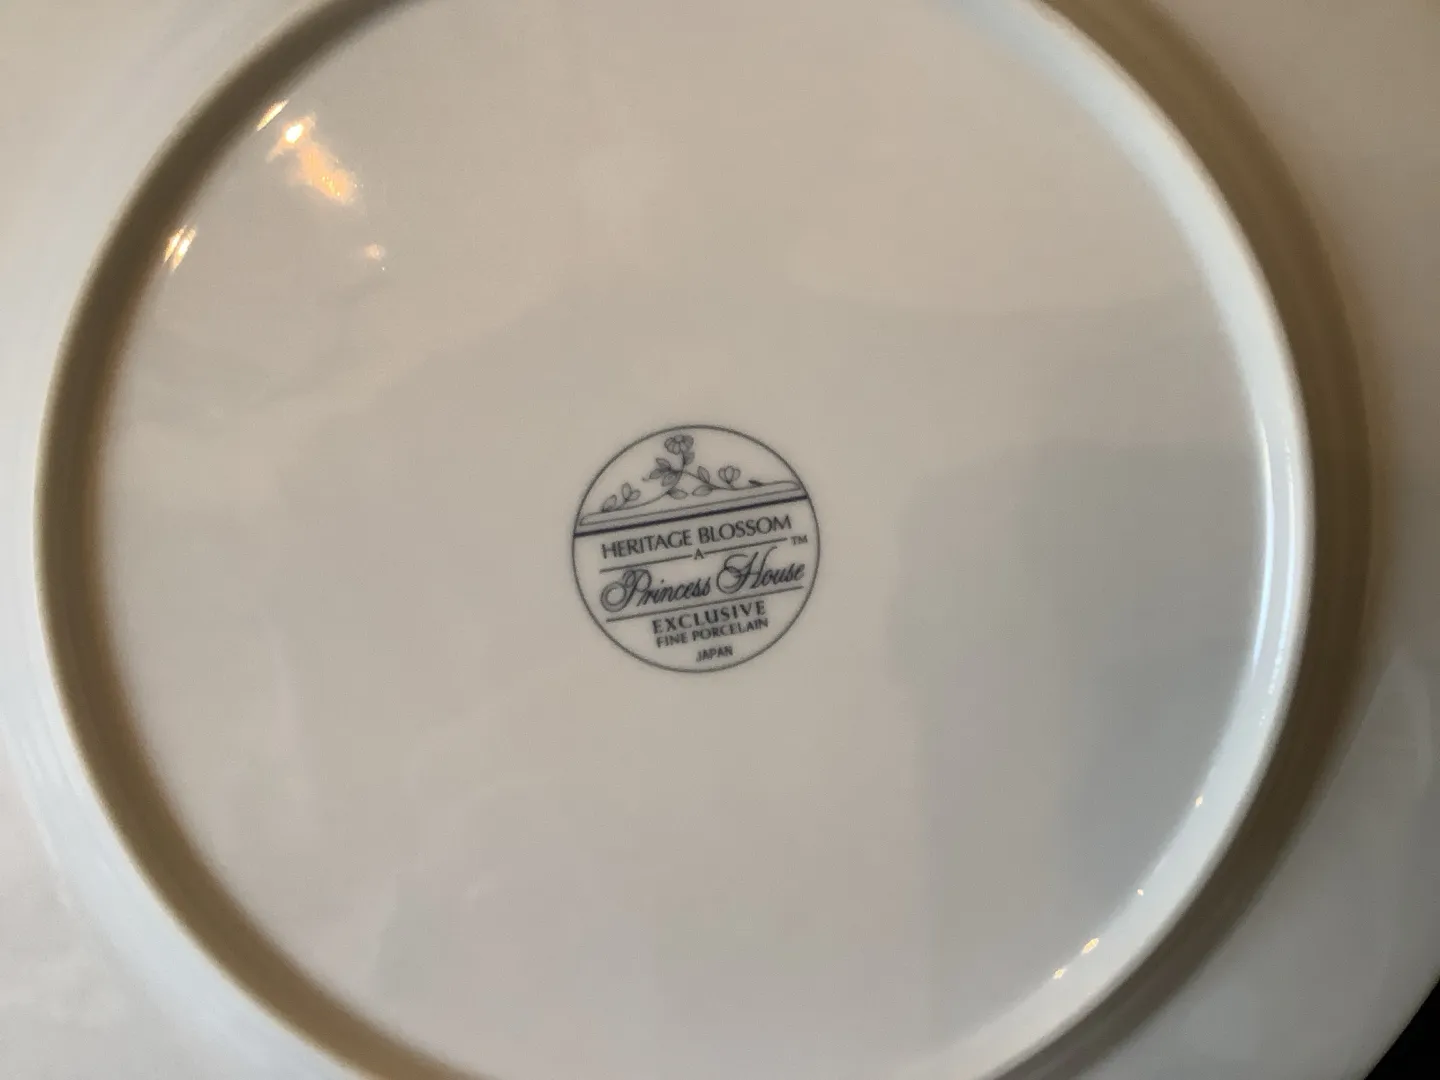 HERITAGE BLOSSOM
A
TM
Princess House
EXCLUSIVE
FINE PORCELAIN
JAPAN